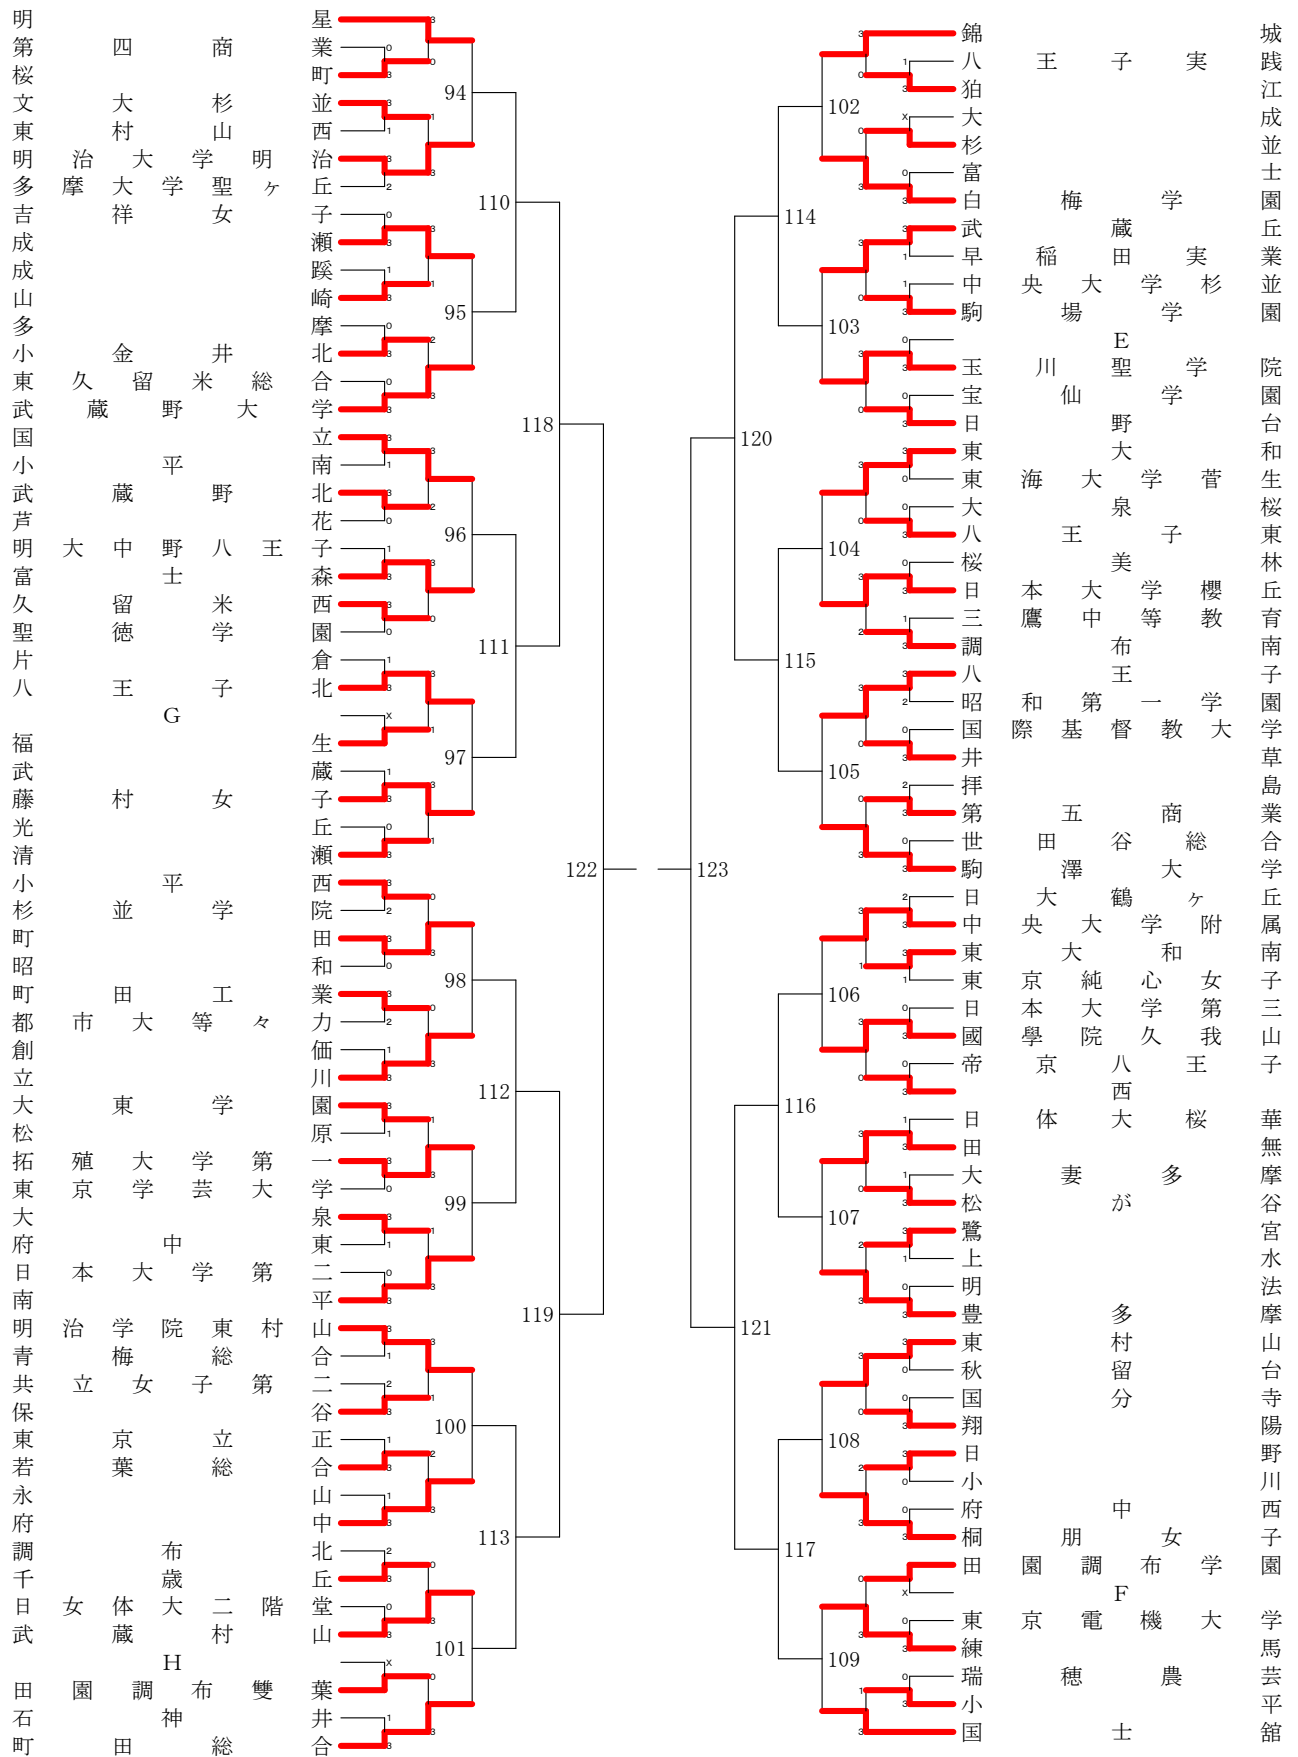 明星
第四商業
桜町
文大杉並
東村山西
明治大学明治
多摩大学聖ヶ丘
吉祥女子
成瀬
成蹊
山崎
多摩
小金井北
東久留米総合
武蔵野大学
国立
小平南
武蔵野北
芦花
明大中野八王子
富士森
久留米西
聖徳学園
片倉
八王子北
G
福生
武蔵
藤村女子
光丘
清瀬
小平西
杉並学院
町田
昭和
町田工業
都市大等々力
創価
立川
大東学園
松原
拓殖大学第一
東京学芸大学
大泉
府中東
日本大学第二
南平
明治学院東村山
青梅総合
共立女子第二
保谷
東京立正
若葉総合
永山
府中
調布北
千歳丘
日女体大二階堂
武蔵村山
H
田園調布雙葉
石神井
町田総合
94
95
96
97
98
99
100
101
110
111
112
113
118
119
122
123
120
121
114
115
116
117
102
103
104
105
106
107
108
109
錦城
八王子実践
狛江
大成
杉並
富士
白梅学園
武蔵丘
早稲田実業
中央大学杉並
駒場学園
E
玉川聖学院
宝仙学園
日野台
東大和
東海大学菅生
大泉桜
八王子東
桜美林
日本大学櫻丘
三鷹中等教育
調布南
八王子
昭和第一学園
国際基督教大学
井草
拝島
第五商業
世田谷総合
駒澤大学
日大鶴ヶ丘
中央大学附属
東大和南
東京純心女子
日本大学第三
國學院久我山
帝京八王子
西
日体大桜華
田無
大妻多摩
松が谷
鷺宮
上水
明法
豊多摩
東村山
秋留台
国分寺
翔陽
日野
小川
府中西
桐朋女子
田園調布学園
F
東京電機大学
練馬
瑞穂農芸
小平
国士舘